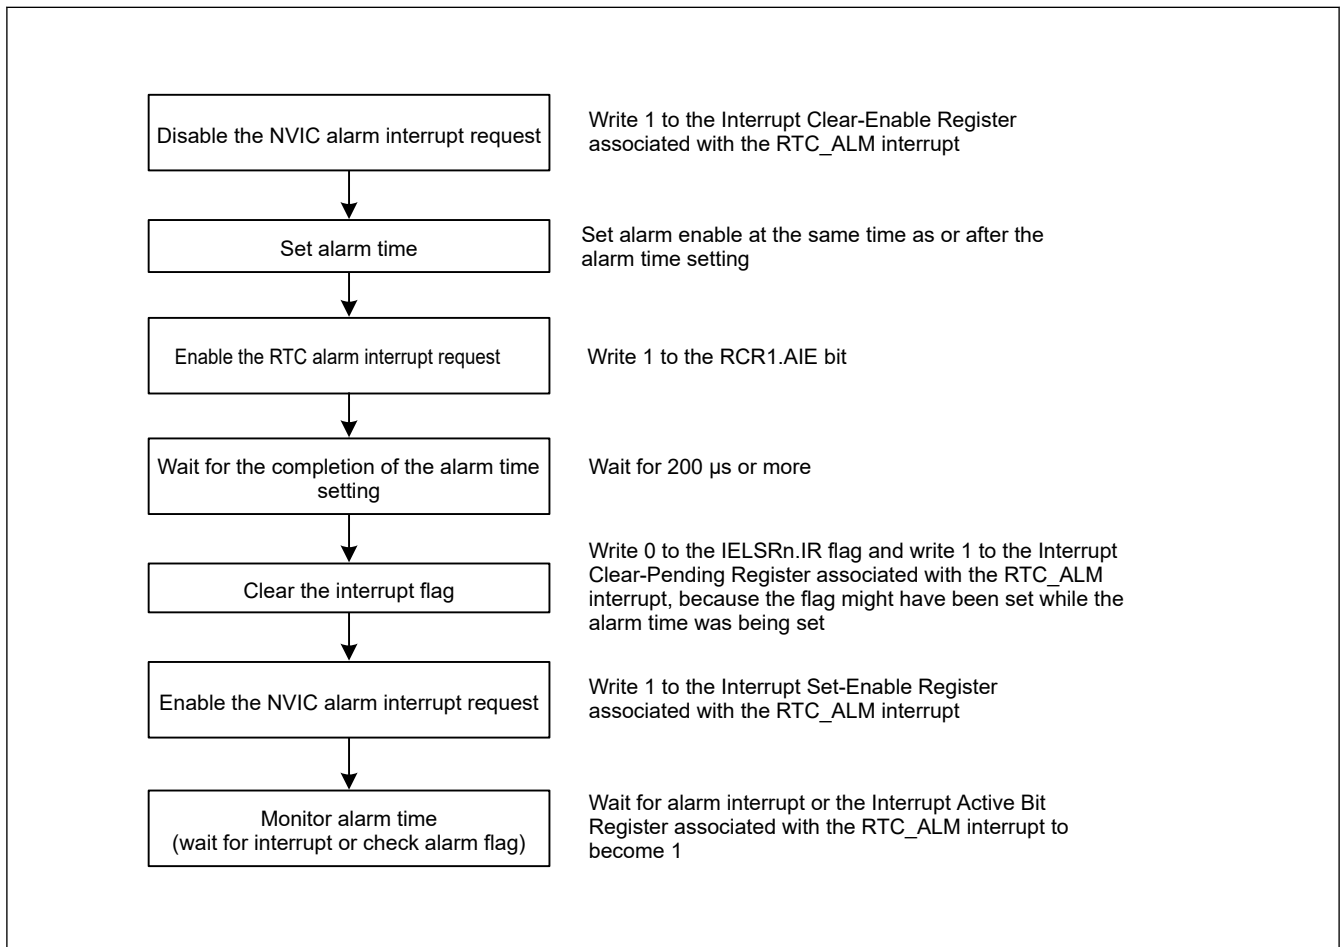 Disable the NVIC alarm interrupt request
Write 1 to the Interrupt Clear-Enable Register
associated with the RTC_ALM interrupt
Set alarm time
Set alarm enable at the same time as or after the
alarm time setting
Enable the RTC alarm interrupt request
Write 1 to the RCR1.AIE bit
Wait for the completion of the alarm time
setting
Wait for 200 µs or more
Clear the interrupt flag
Write 0 to the IELSRn.IR flag and write 1 to the Interrupt
Clear-Pending Register associated with the RTC_ALM
interrupt, because the flag might have been set while the
alarm time was being set
Enable the NVIC alarm interrupt request
Write 1 to the Interrupt Set-Enable Register
associated with the RTC_ALM interrupt
Monitor alarm time
(wait for interrupt or check alarm flag)
Wait for alarm interrupt or the Interrupt Active Bit
Register associated with the RTC_ALM interrupt to
become 1